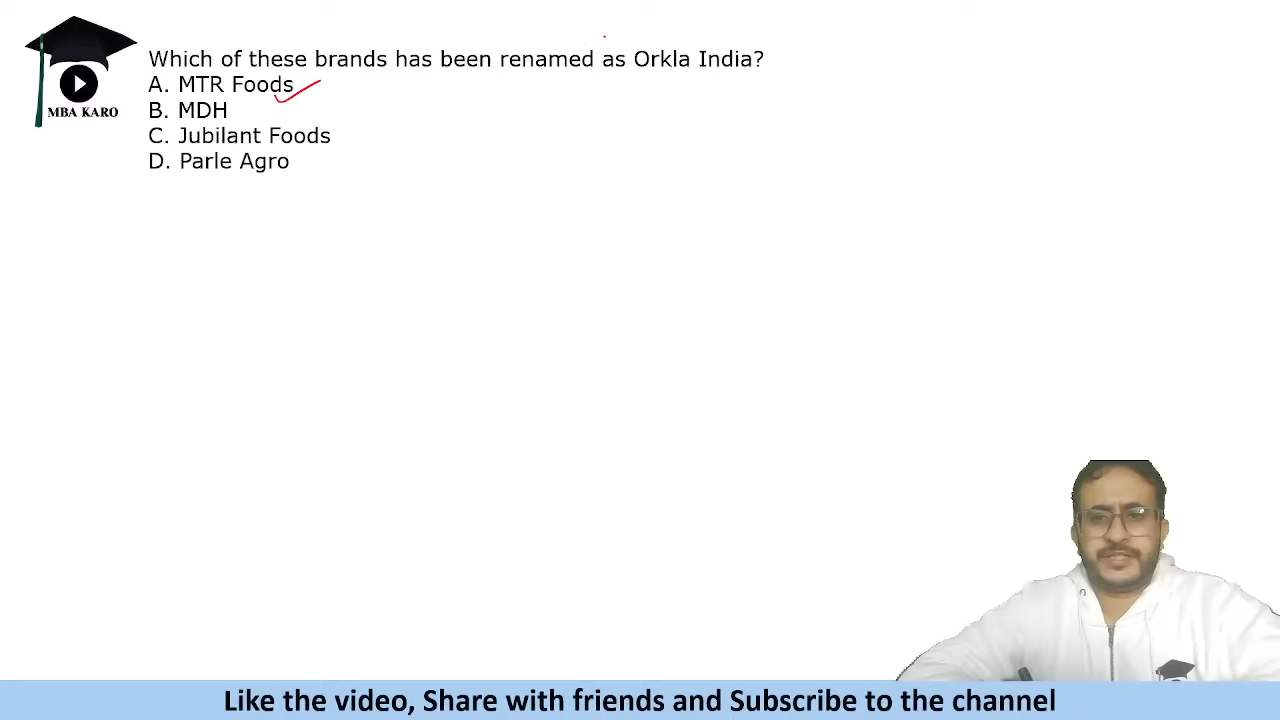 Which of these brands has been renamed as Orkla India?
A. MTR Foods
B. MDH
C. Jubilant Foods
D. Parle Agro
MBA KARO
Like the video, Share with friends and Subscribe to the channel